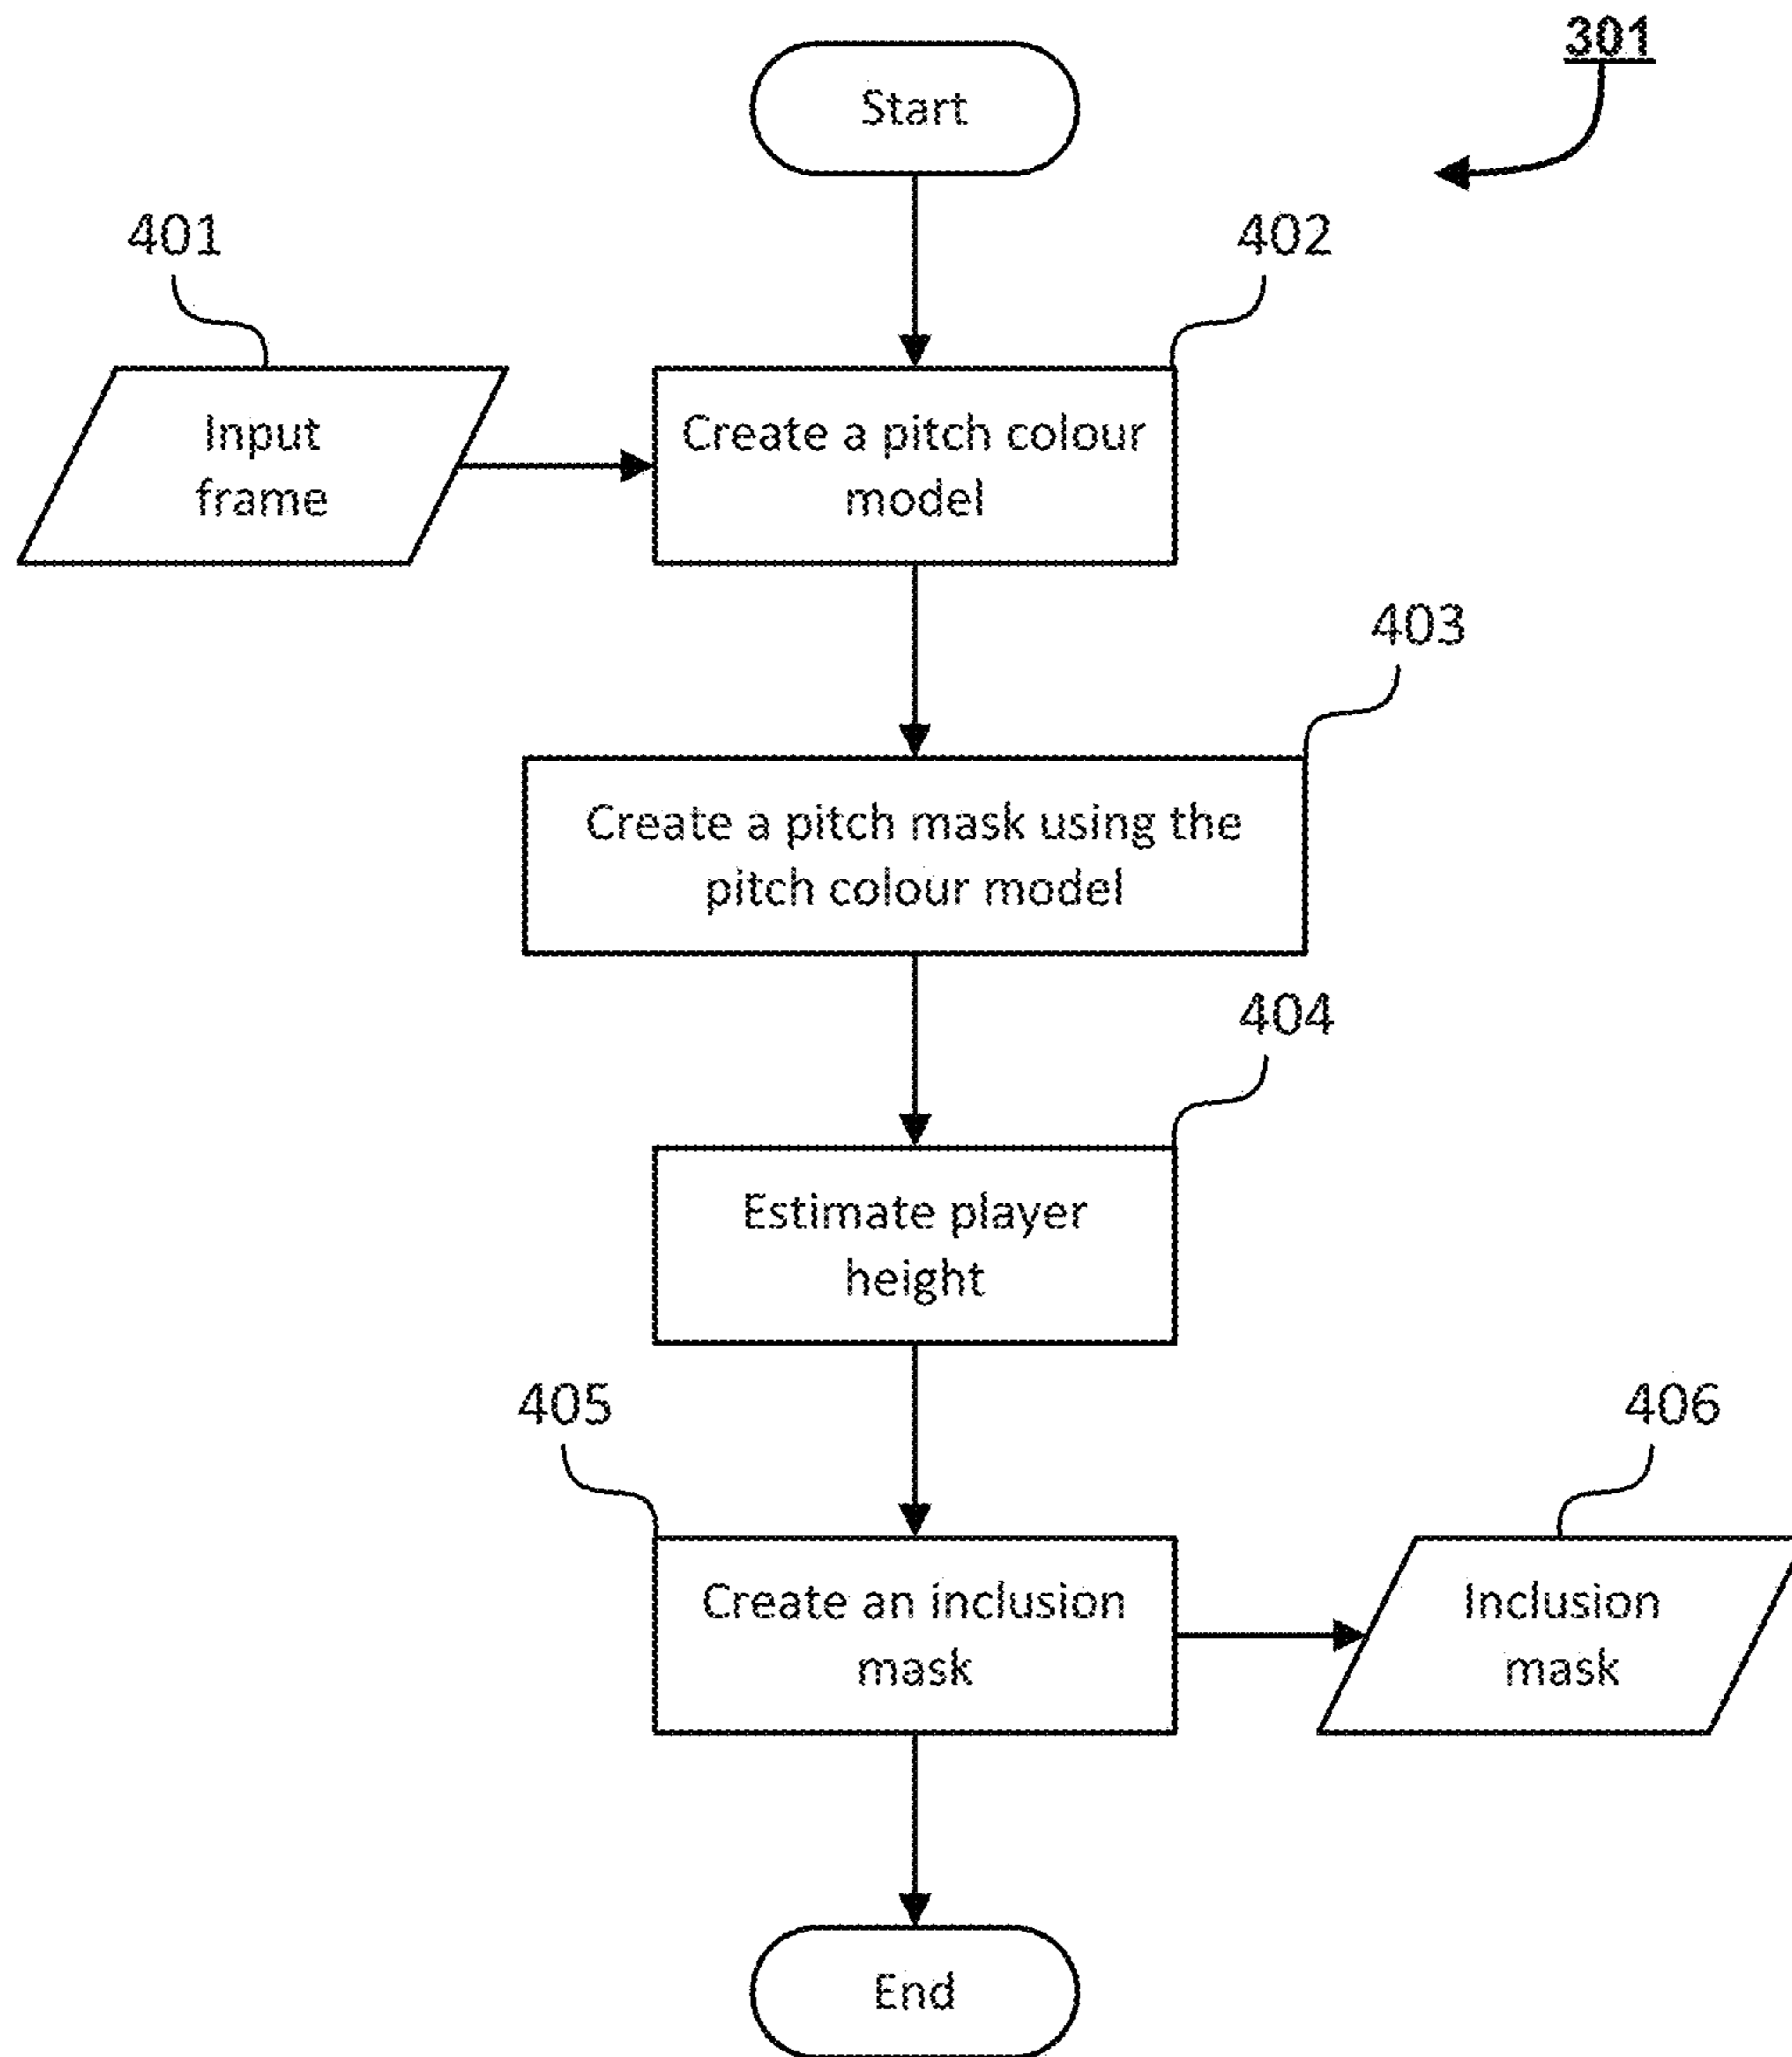 301
Start
401
402
Input
frame
Create a pitch colour
model
403
Create a pitch mask using the
pitch colour model
404
Estimate player
height
405
406
Create an inclusion
mask
Inclusion
mask
End